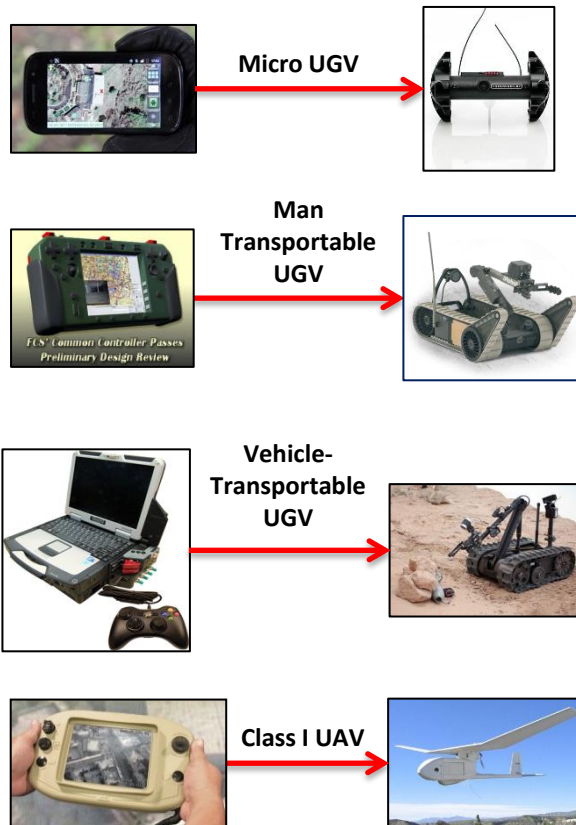 Micro UGV
Man
Transportable
UGV
FCS' Common Controller Passes
Preliminary Design Review
Vehicle-
Transportable
UGV
Class I UAV